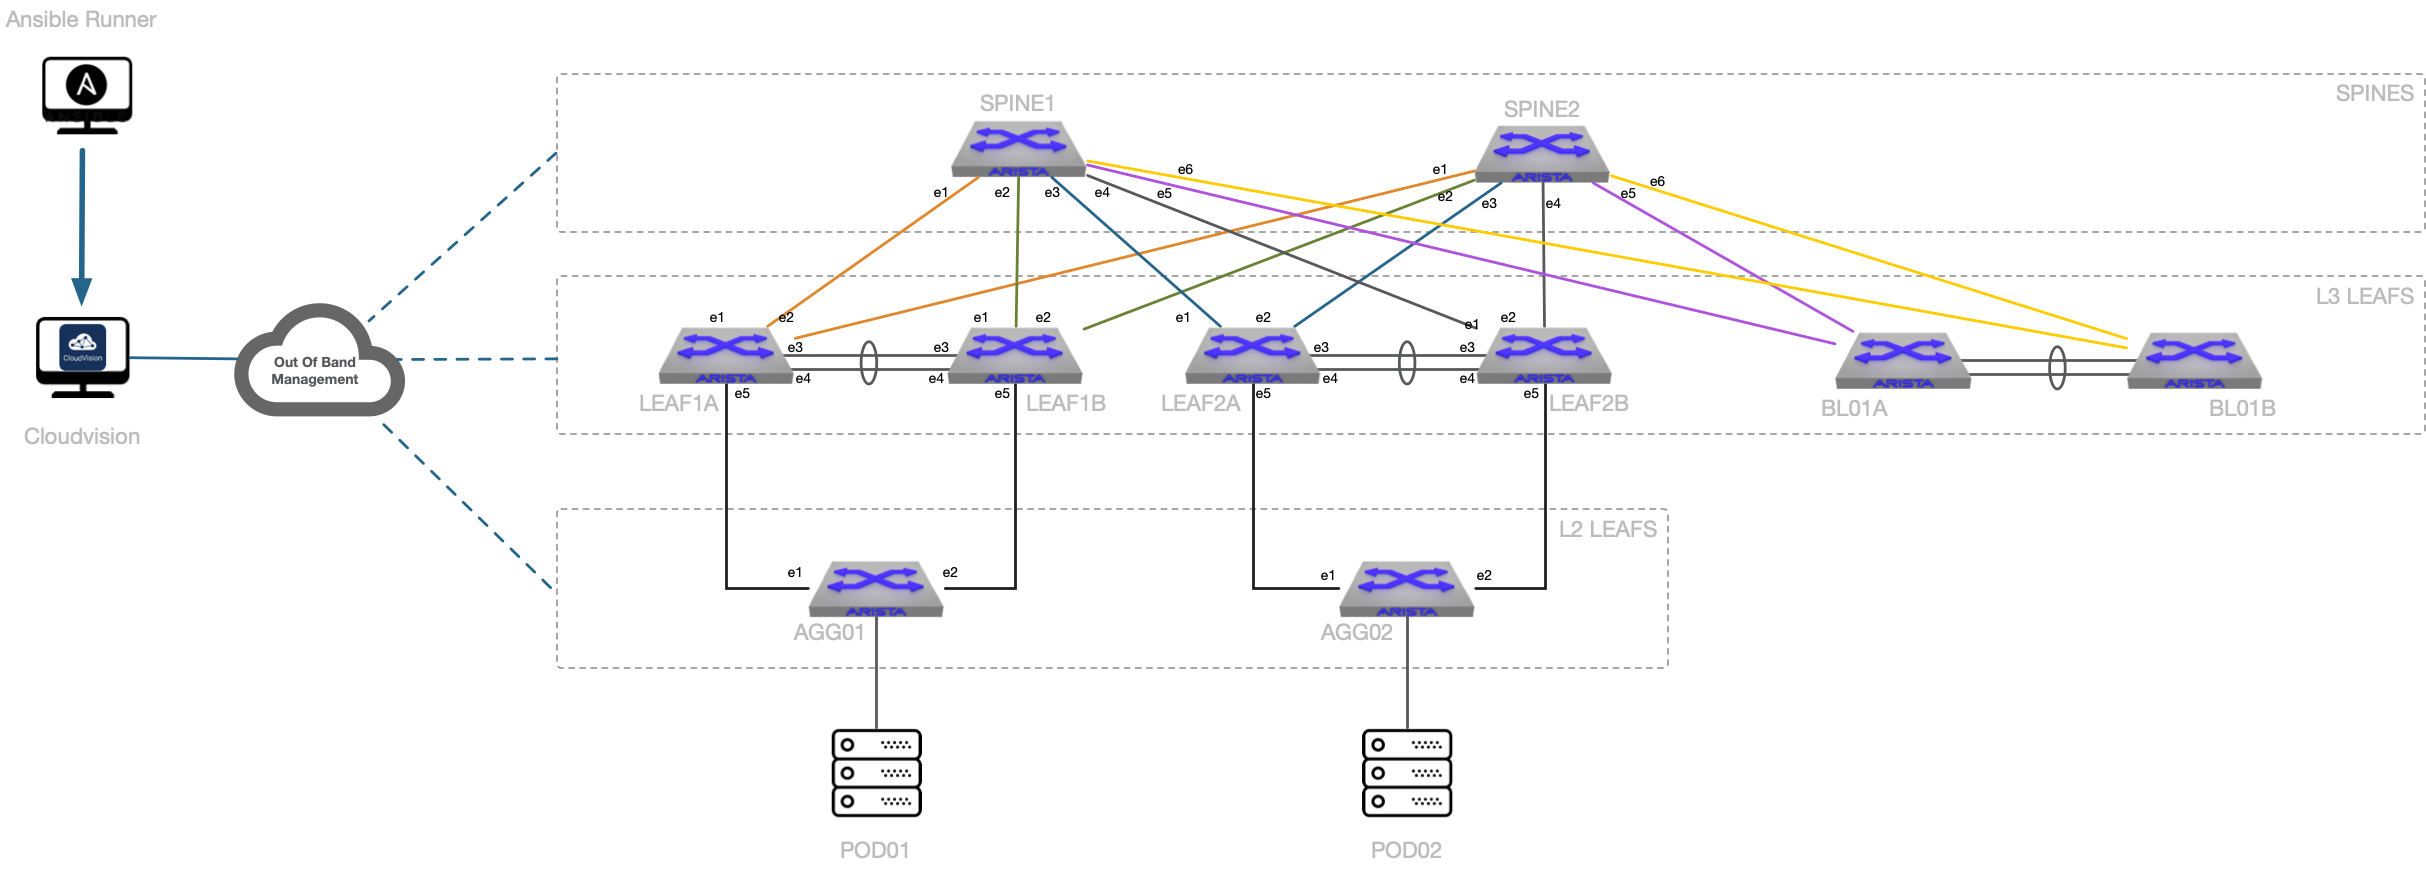 Ansible Runner
SPINES
SPINE1
SPINE2
ARISTA
ARISTA
e1
e2
e3
e4
e5
e6
e1
e2
e3
e4
e5
e6
L3 LEAFS
e1
e2
e1
e2
e1
e2
e1
e2
CloudVision
Out Of Band
Management
e3
e3
e3
e3
e4
e4
e4
e4
ARISTA
ARISTA
ARISTA
ARISTA
ARISTA
ARISTA
e5
e5
e5
e5
LEAF1A
LEAF1B
LEAF2A
LEAF2B
BL01A
BL01B
Cloudvision
L2 LEAFS
e1
e2
e1
e2
ARISTA
ARISTA
AGG01
AGG02
POD01
POD02